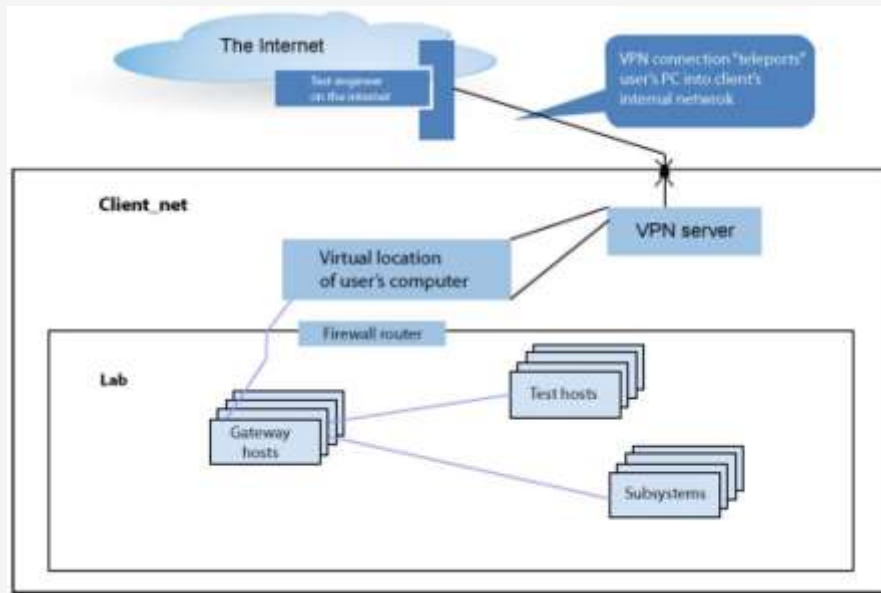 The Internet
Test engineer
on the internet
VPN connection "teleports"
user's PC into client's
internal netwrok
Client_net
VPN server
Virtual location
of user's computer
Firewall router
Lab
Test hosts
Gateway
hosts
Subsystems